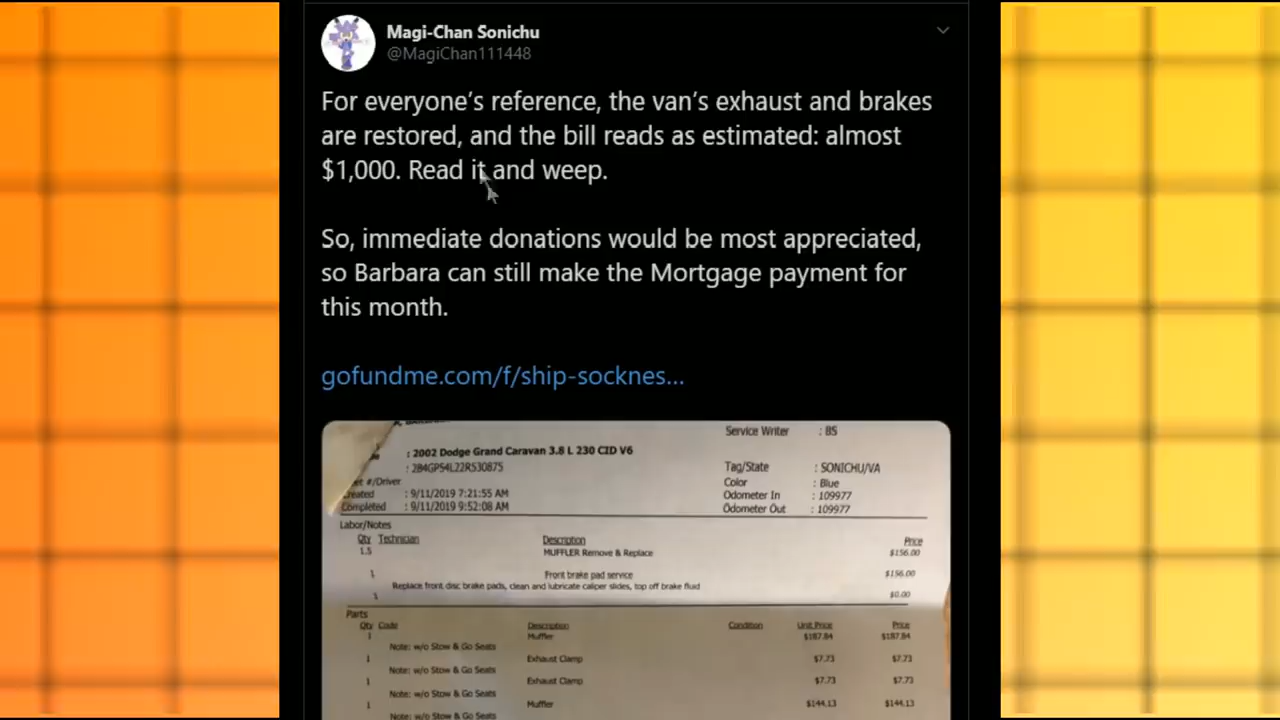 Magi-Chan Sonichu
@MagiChan111448
For everyone's reference, the van's exhaust and brakes
are restored, and the bill reads as estimated: almost
$1,000. Read it and weep.
So, immediate donations would be most appreciated,
so Barbara can still make the Mortgage payment for
this month.
gofundme.com/f/ship-socknes...
Service Writer : BS
: 2002 Dodge Grand Caravan 3.8 L 230 CID V6
: 2B4GP54L22R530875
Tag/State : SONICHU/VA
#/Driver
Color : Blue
Created : 9/11/2019 7:21:55 AM
Odometer In : 109977
Completed : 9/11/2019 9:52:08 AM
Odometer Out : 109977
Labor/Notes
Qty Technician Description Price
1.5 MUFFLER Remove & Replace $156.00
1 Front brake pad service $156.00
Replace front disc brake pads, clean and lubricate caliper slides, top off brake fluid
1 $0.00
Parts
Qty Code Description Condition Unit Price Price
1 Muffler $187.84 $187.84
Note: w/o Stow & Go Seats
1 Exhaust Clamp $7.73 $7.73
Note: w/o Stow & Go Seats
1 Exhaust Clamp $7.73 $7.73
Note: w/o Stow & Go Seats
1 Muffler $144.13 $144.13
Note: w/o Stow & Go Seats